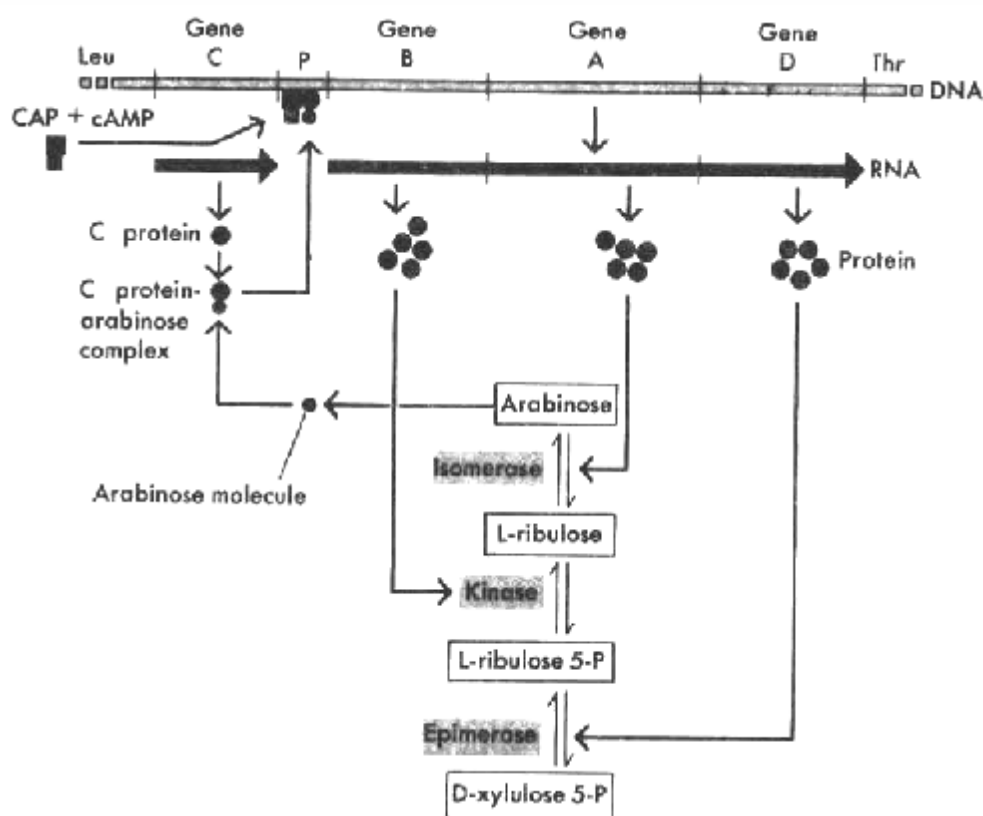 Gene Gene Gene Gene
Leu C P B A D Thr
DNA
CAP + cAMP
RNA
C protein
Protein
C protein-
arabinose
complex
Arabinose
Isomerase
Arabinose molecule
L-ribulose
Kinase
L-ribulose 5-P
Epimerase
D-xylulose 5-P